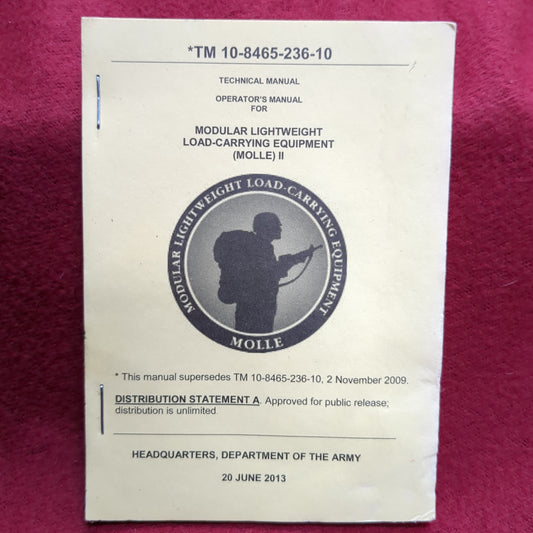 *TM 10-8465-236-10
TECHNICAL MANUAL
OPERATOR'S MANUAL
FOR
MODULAR LIGHTWEIGHT
LOAD-CARRYING EQUIPMENT
(MOLLE) II
MODULAR LIGHTWEIGHT LOAD-CARRYING EQUIPMENT
MOLLE
* This manual supersedes TM 10-8465-236-10, 2 November 2009.
DISTRIBUTION STATEMENT A. Approved for public release;
distribution is unlimited.
HEADQUARTERS, DEPARTMENT OF THE ARMY
20 JUNE 2013